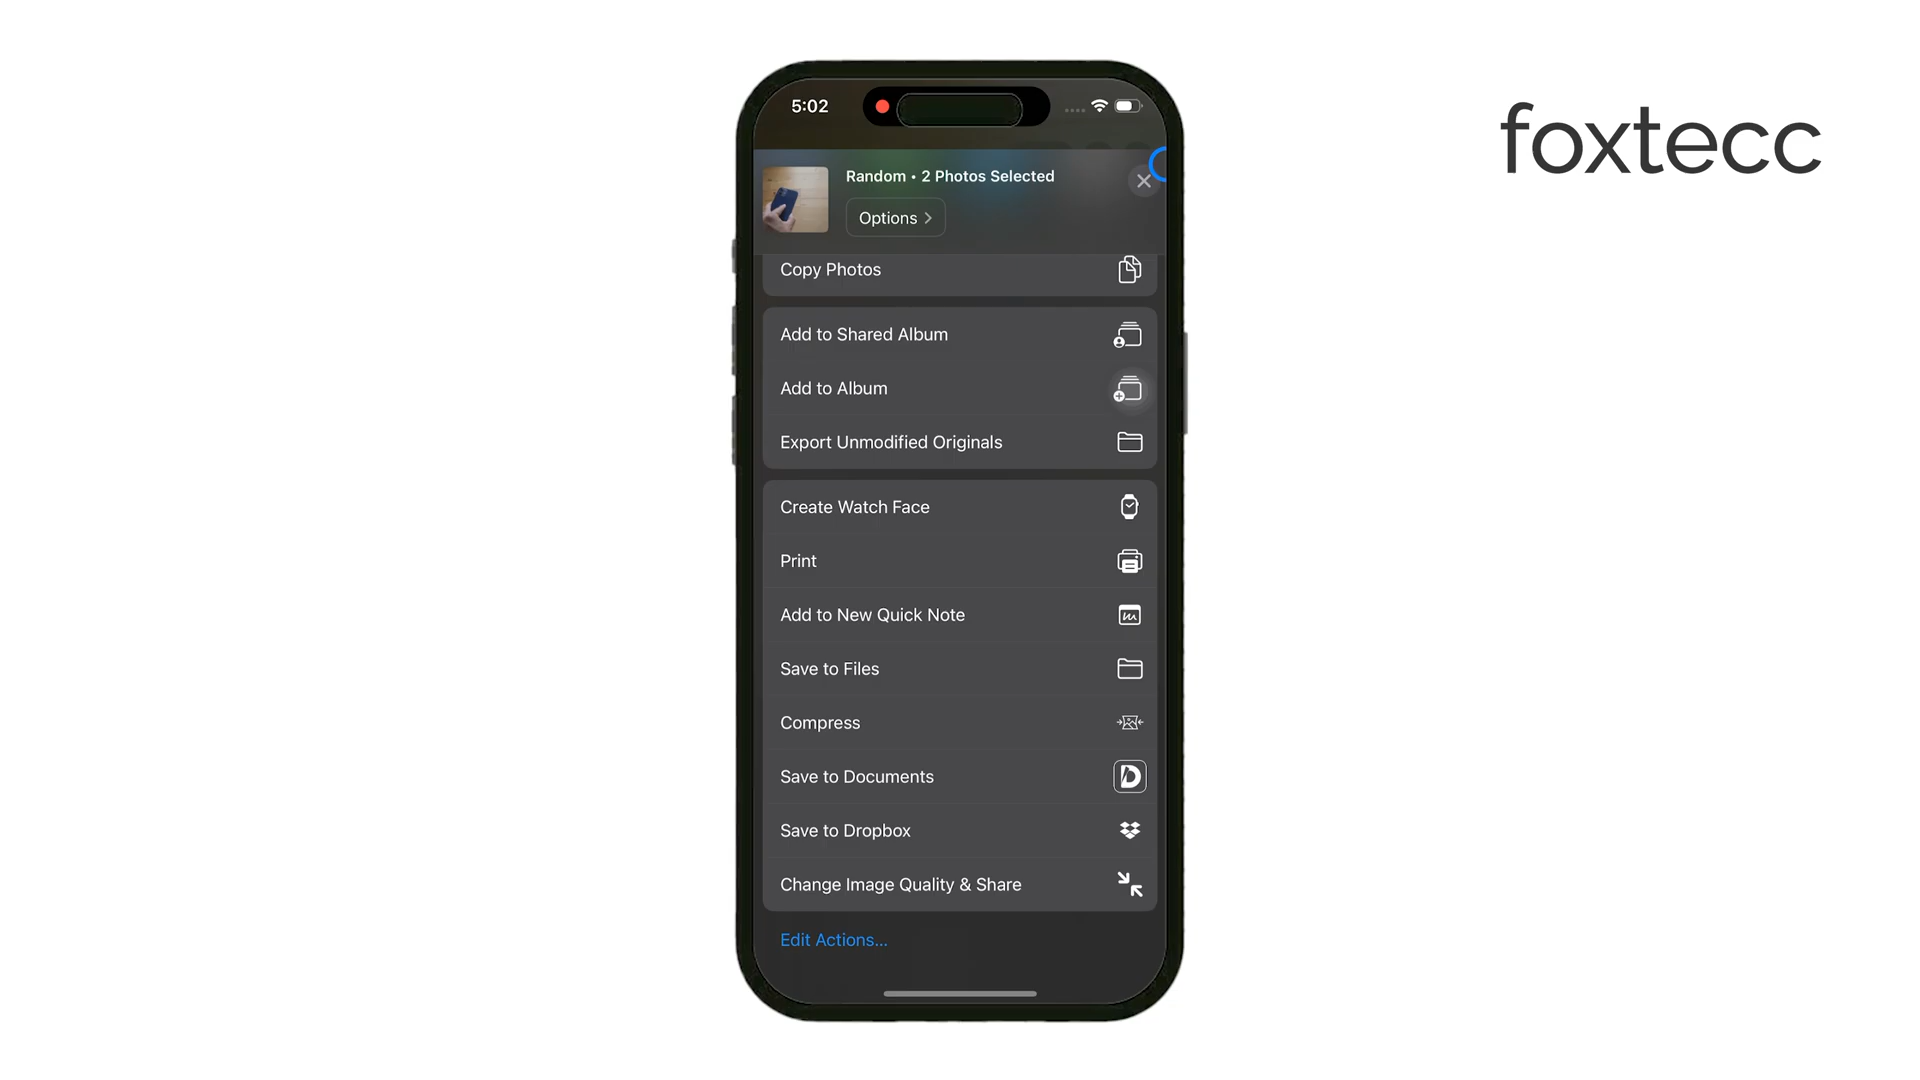 foxtecc
5:02
Random • 2 Photos Selected
Options
Copy Photos
Add to Shared Album
Add to Album
Export Unmodified Originals
Create Watch Face
Print
Add to New Quick Note
Save to Files
Compress
Save to Documents
Save to Dropbox
Change Image Quality & Share
Edit Actions...